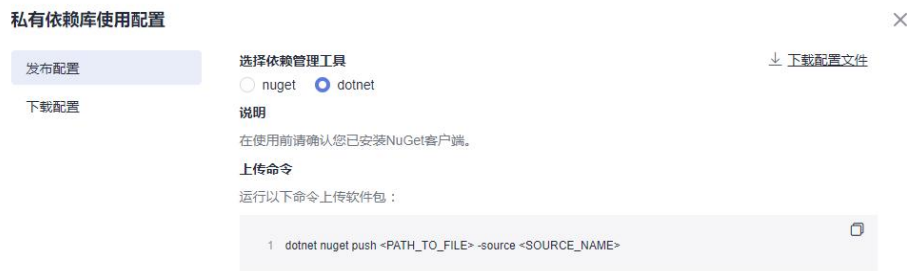 私有依赖库使用配置
发布配置
下载配置
选择依赖管理工具
下载配置文件
nuget dotnet
说明
在使用前请确认您已安装NuGet客户端。
上传命令
运行以下命令上传软件包：
1 dotnet nuget push <PATH_TO_FILE> -source <SOURCE_NAME>